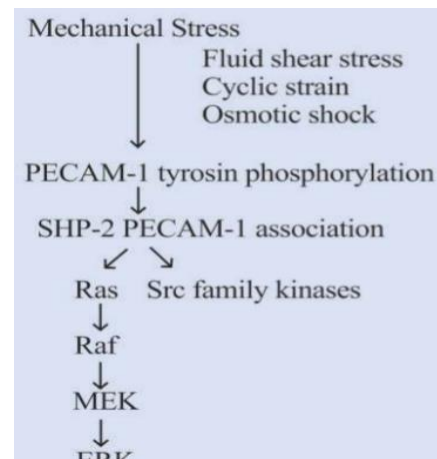 Mechanical Stress
Fluid shear stress
Cyclic strain
Osmotic shock
PECAM-1 tyrosin phosphorylation
SHP-2 PECAM-1 association
Ras Src family kinases
Raf
MEK
ERK